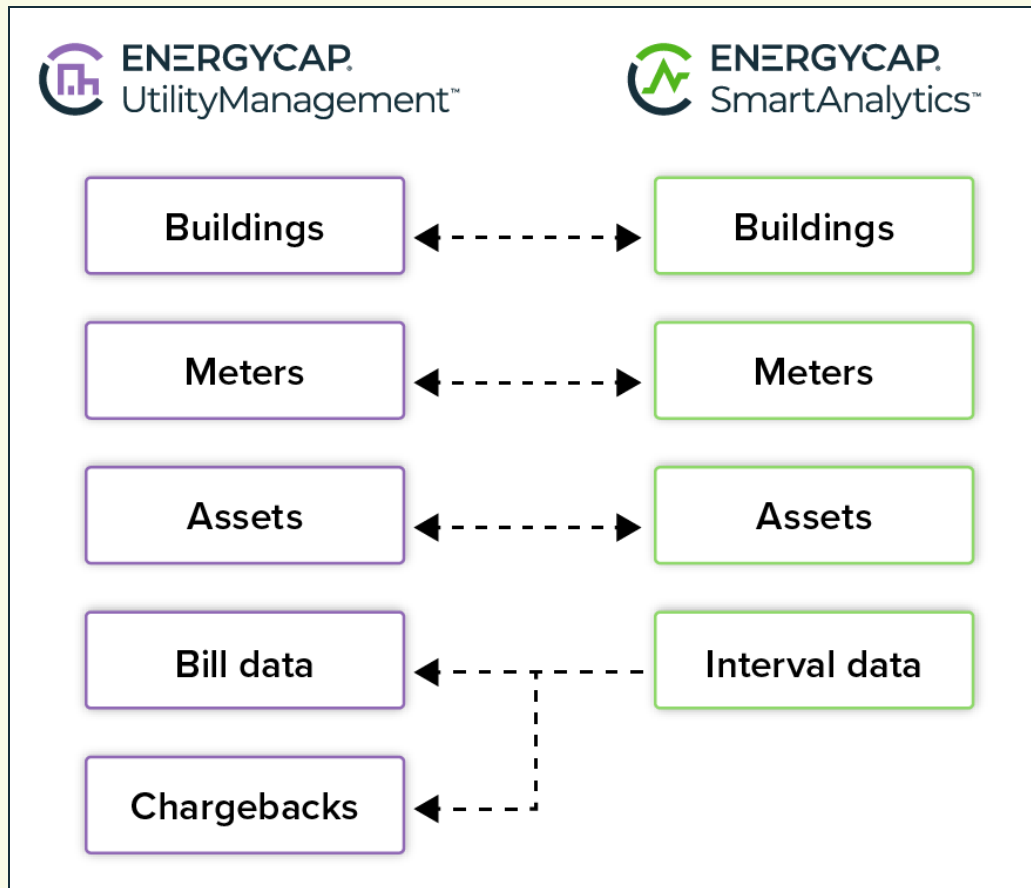 ENERGYCAP®
UtilityManagement™
ENERGYCAP®
SmartAnalytics™
Buildings
Buildings
Meters
Meters
Assets
Assets
Bill data
Interval data
Chargebacks